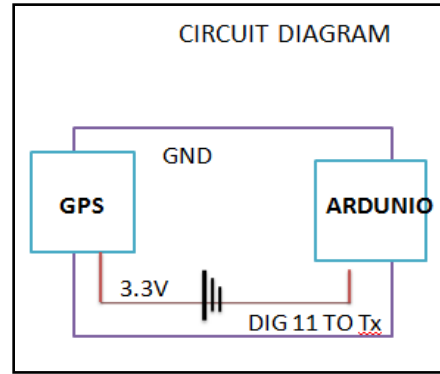 CIRCUIT DIAGRAM
GND
GPS
ARDUNIO
3.3V
DIG 11 TO Tx